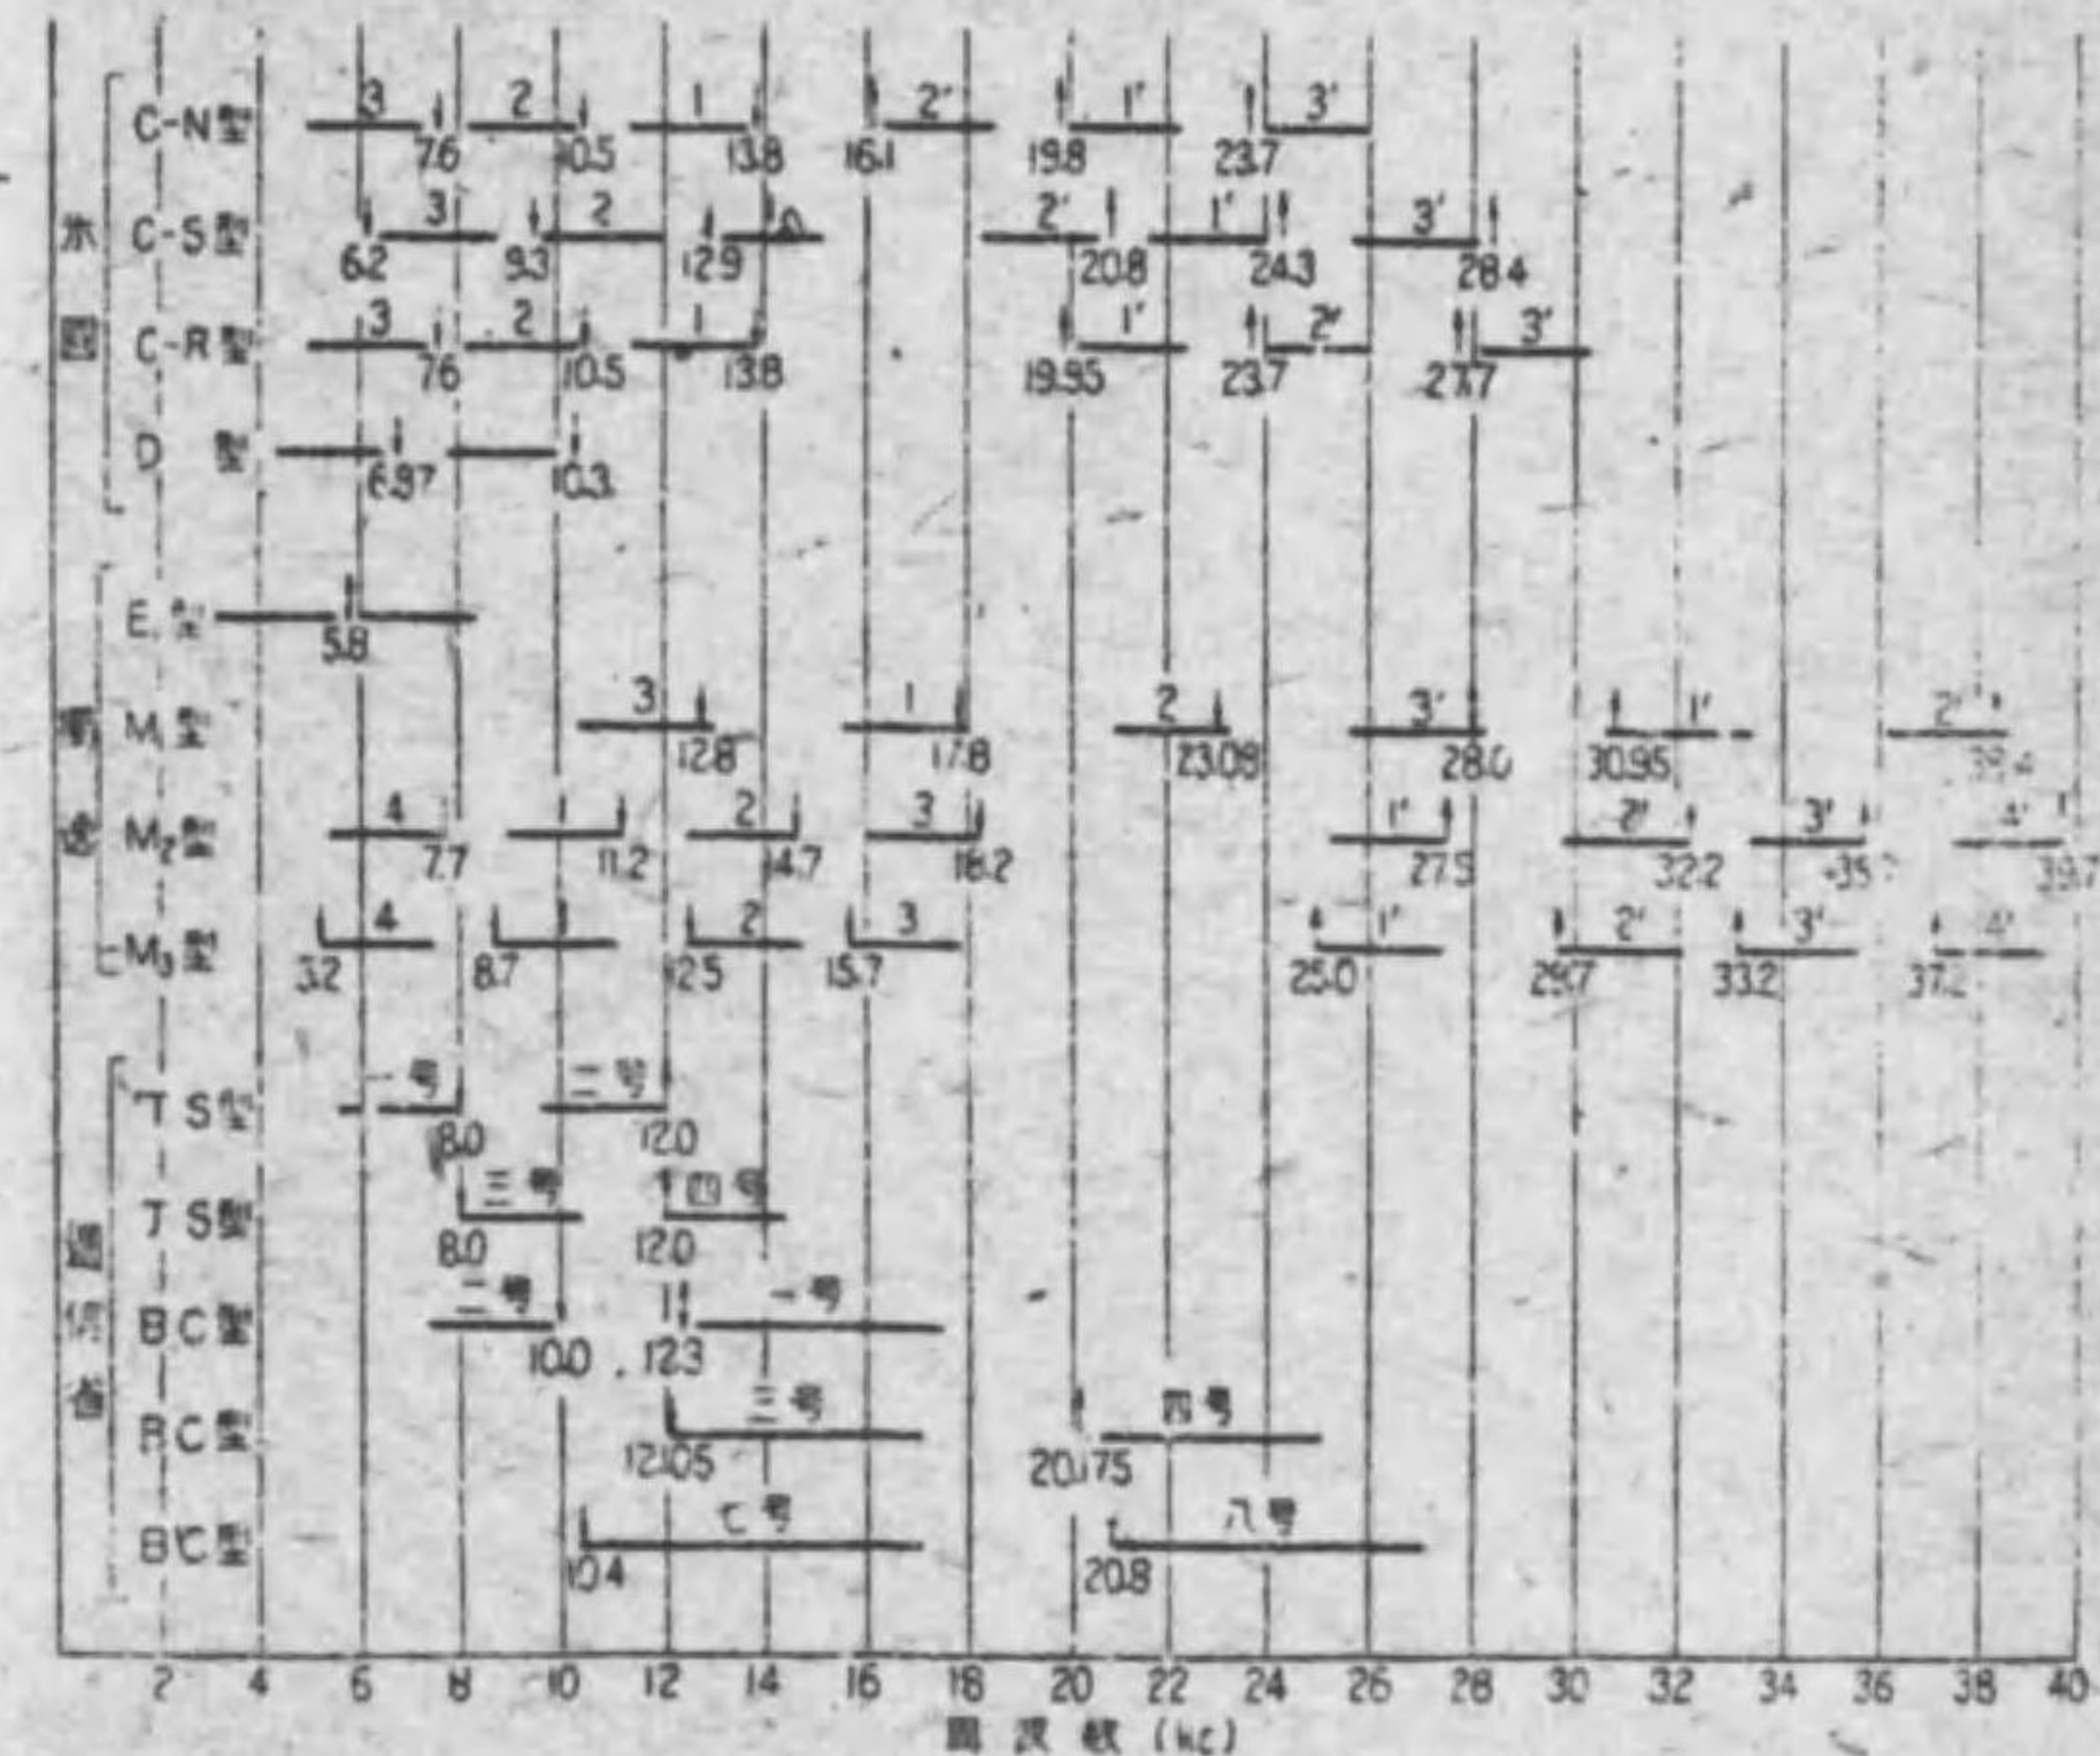 3 2 1 2' 1' 3'
C-N型
7.6 10.5 13.8 16.1 19.8 23.7
3 2 2' 1' 3'
C-S型
6.2 9.3 12.9 20.8 24.3 28.4
3 2 1 1' 2' 3'
C-R型
7.6 10.5 13.8 19.95 23.7 27.7
D 型
6.97 10.3
米国
E 型
5.8
3 1 2 3' 1' 2'
M1型
12.8 17.8 23.08 28.0 30.95
4 1 2 3 1' 2' 3' 4'
M2型
7.7 11.2 14.7 18.2 27.5 32.2 39.7
4 1 2 3 1' 2' 3' 4'
M3型
8.7 12.5 15.7 25.0 29.7 33.2 37.2
一号 二号
TS型
8.0 12.0
三号 四号
TS型
8.0 12.0
二号 一号
BC型
10.0 12.3
三号 四号
BC型
12.105 20.175
七号 八号
BC型
10.4 20.8
2 4 6 8 10 12 14 16 18 20 22 24 26 28 30 32 34 36 38 40
周波数 (kc)